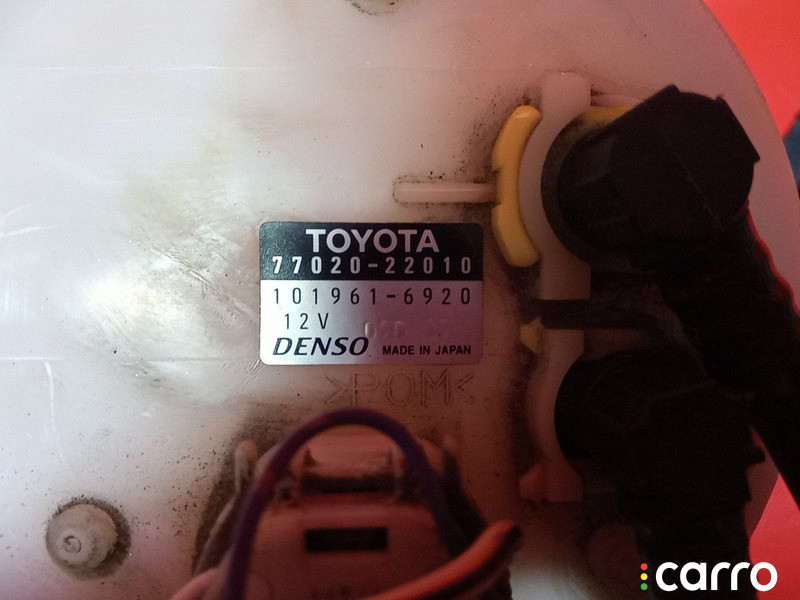 TOYOTA
77020-22010
101961-6920
12V
DENSO MADE IN JAPAN
>POM<
carro